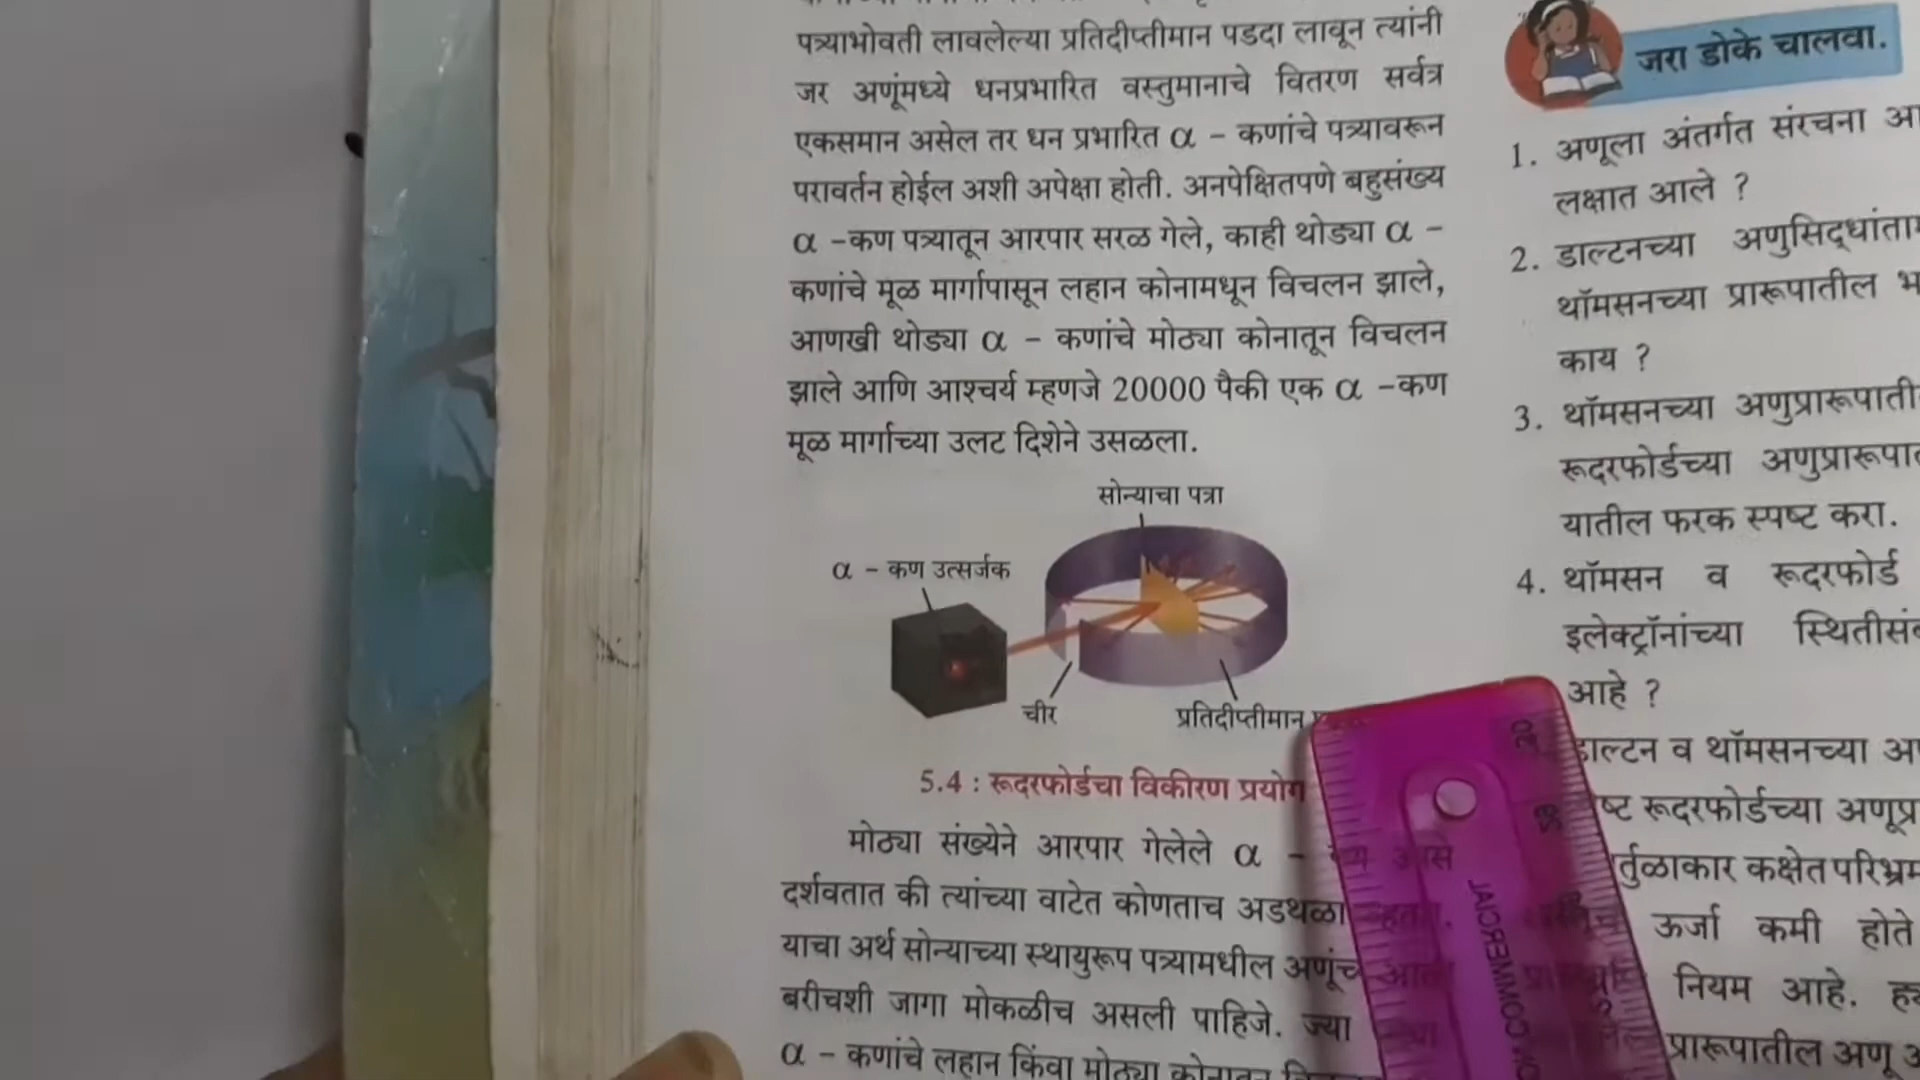 पत्र्याभोवती लावलेल्या प्रतिदीप्तीमान पडदा लावून त्यांनी
जर अणूंमध्ये धनप्रभारित वस्तुमानाचे वितरण सर्वत्र
एकसमान असेल तर धन प्रभारित α - कणांचे पत्र्यावरून
परावर्तन होईल अशी अपेक्षा होती. अनपेक्षितपणे बहुसंख्य
α -कण पत्र्यातून आरपार सरळ गेले, काही थोड्या α -
कणांचे मूळ मार्गापासून लहान कोनामधून विचलन झाले,
आणखी थोड्या α - कणांचे मोठ्या कोनातून विचलन
झाले आणि आश्चर्य म्हणजे 20000 पैकी एक α -कण
मूळ मार्गाच्या उलट दिशेने उसळला.
सोन्याचा पत्रा
α - कण उत्सर्जक
चीर
प्रतिदीप्तीमान
5.4 : रूदरफोर्डचा विकीरण प्रयोग
मोठ्या संख्येने आरपार गेलेले α -
दर्शवतात की त्यांच्या वाटेत कोणताच अडथळा
याचा अर्थ सोन्याच्या स्थायुरूप पत्र्यामधील
बरीचशी जागा मोकळीच असली पाहिजे. ज्या
α - कणांचे लहान किंवा मोठ्या कोनातून
जरा डोके चालवा.
1. अणूला अंतर्गत संरचना
लक्षात आले ?
2. डाल्टनच्या
थॉमसनच्या प्रारूपातील
काय ?
3. थॉमसनच्या
रूदरफोर्डच्या
यातील फरक स्पष्ट करा.
4. थॉमसन व रूदरफोर्ड
इलेक्ट्रॉनांच्या
आहे ?
व थॉमसनच्या
रूदरफोर्डच्या
कक्षेत
ऊर्जा कमी होते
नियम आहे.
प्रारूपातील अणू
30